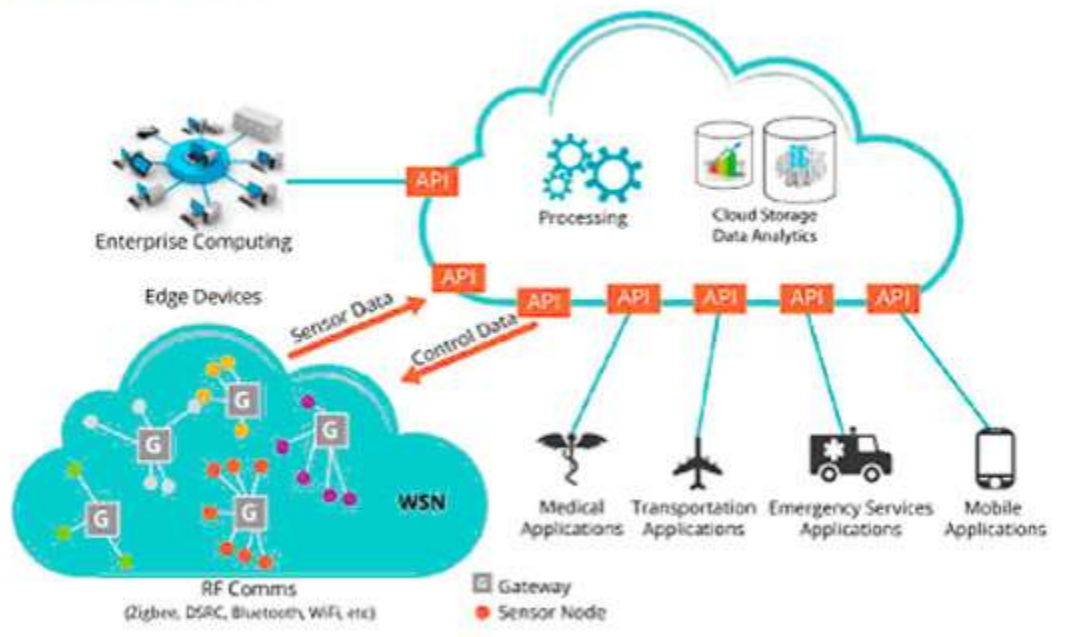 API
Processing
Cloud Storage
Data Analytics
Enterprise Computing
Edge Devices
API
API
API
API
API
API
Sensor Data
Control Data
G
G
G
G
G
WSN
Medical
Applications
Transportation
Applications
Emergency Services
Applications
Mobile
Applications
RF Comms
(Zigbee, DSRC, Bluetooth, WiFi, etc)
G Gateway
Sensor Node